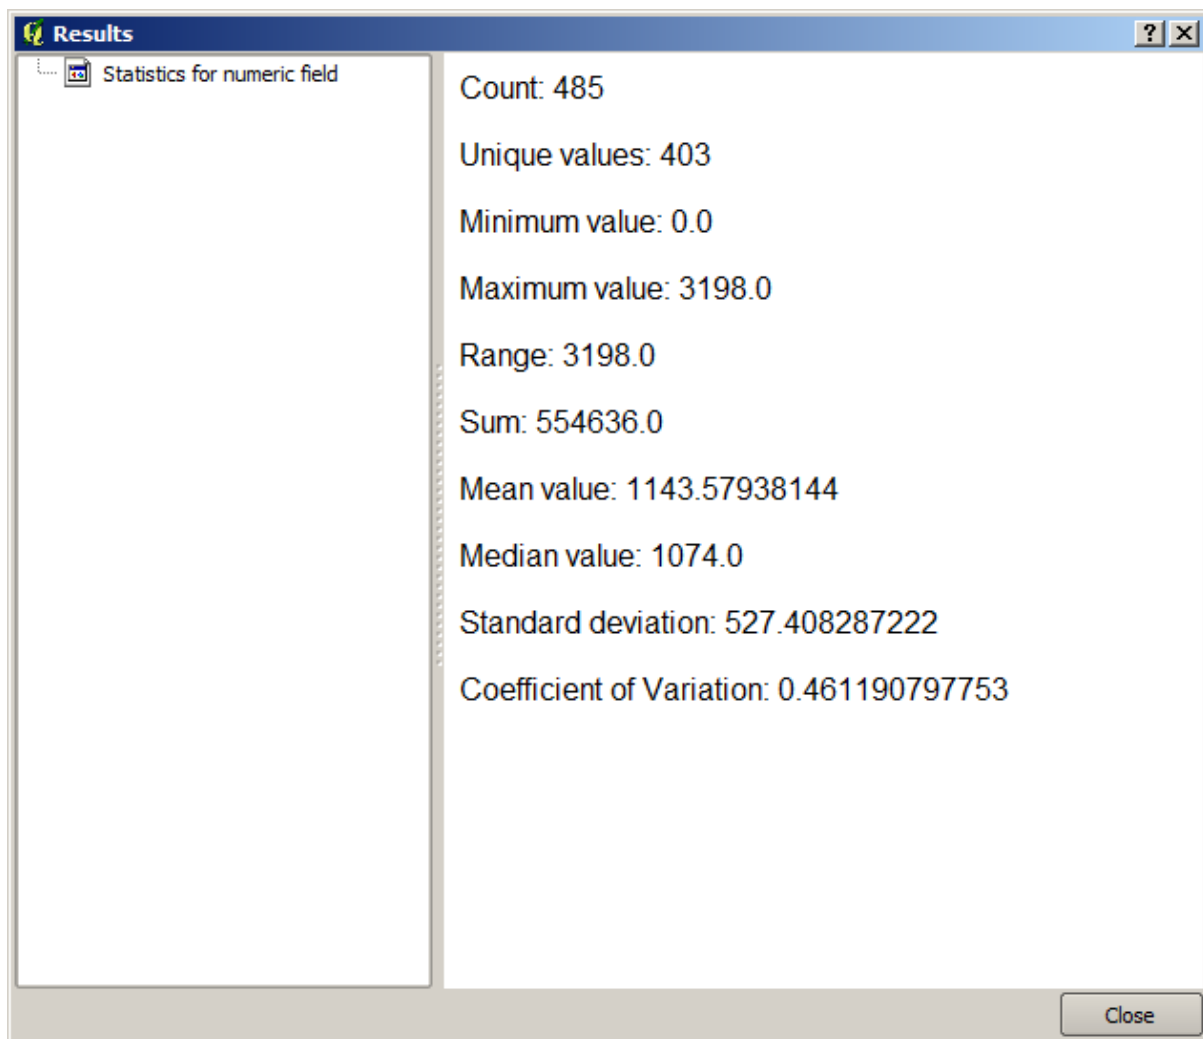 Results
Statistics for numeric field
Count: 485
Unique values: 403
Minimum value: 0.0
Maximum value: 3198.0
Range: 3198.0
Sum: 554636.0
Mean value: 1143.57938144
Median value: 1074.0
Standard deviation: 527.408287222
Coefficient of Variation: 0.461190797753
Close